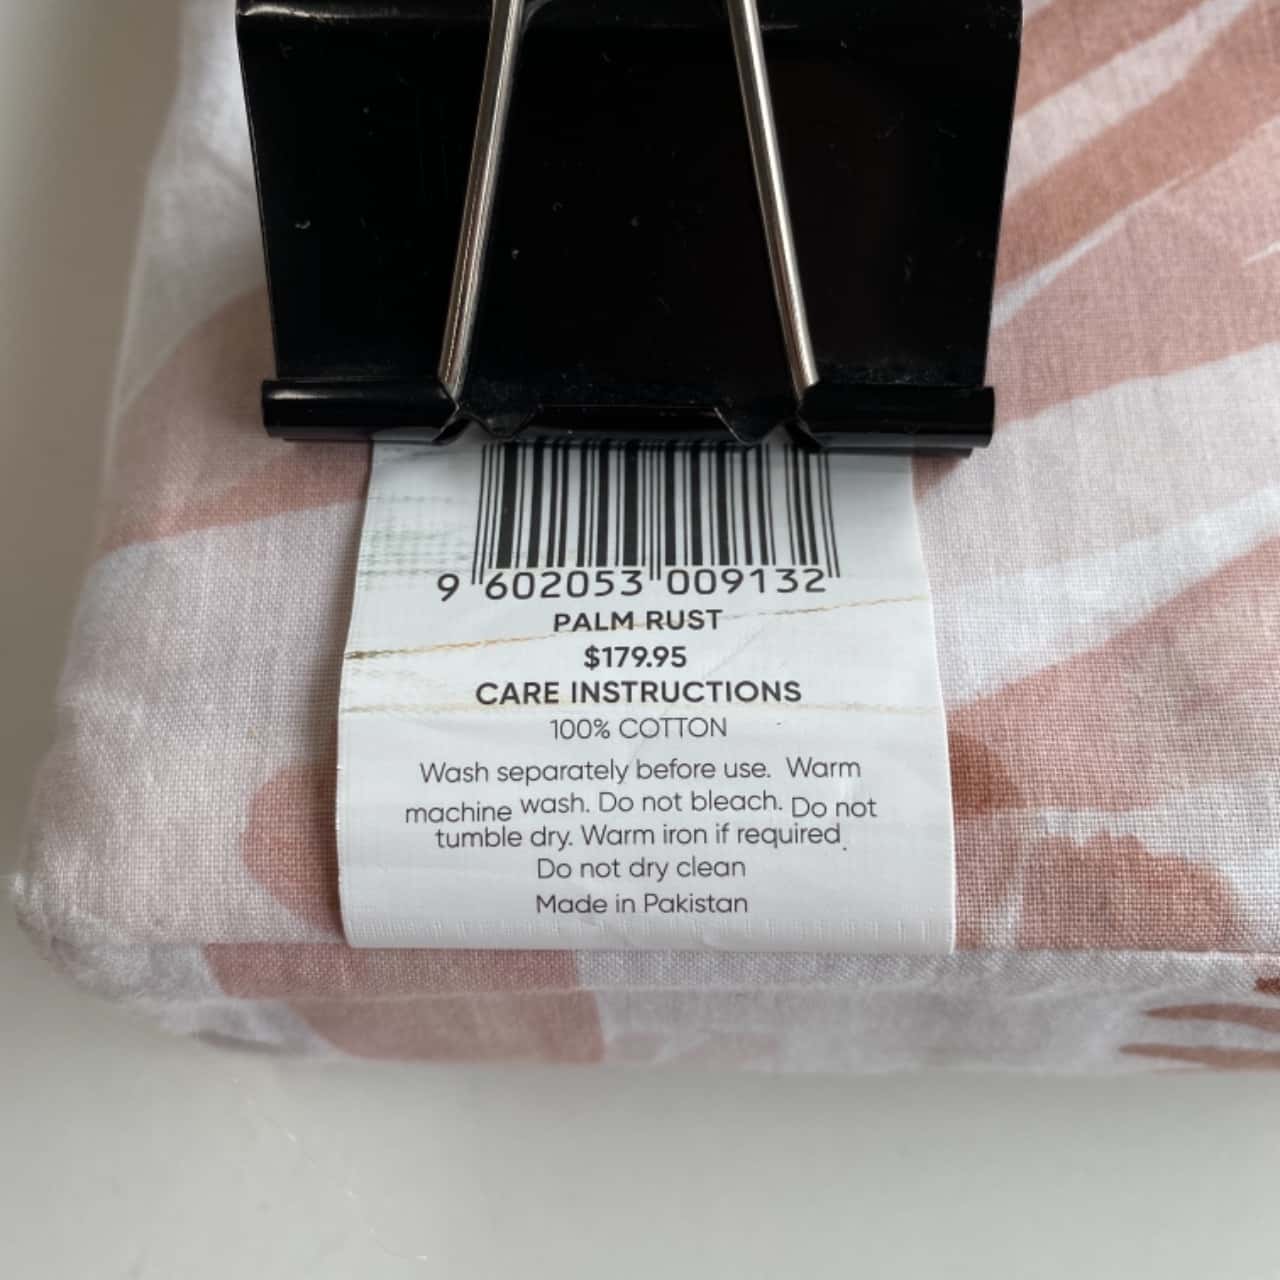 9 602053 009132
PALM RUST
$179.95
CARE INSTRUCTIONS
100% COTTON
Wash separately before use. Warm
machine wash. Do not bleach. Do not
tumble dry. Warm iron if required.
Do not dry clean
Made in Pakistan